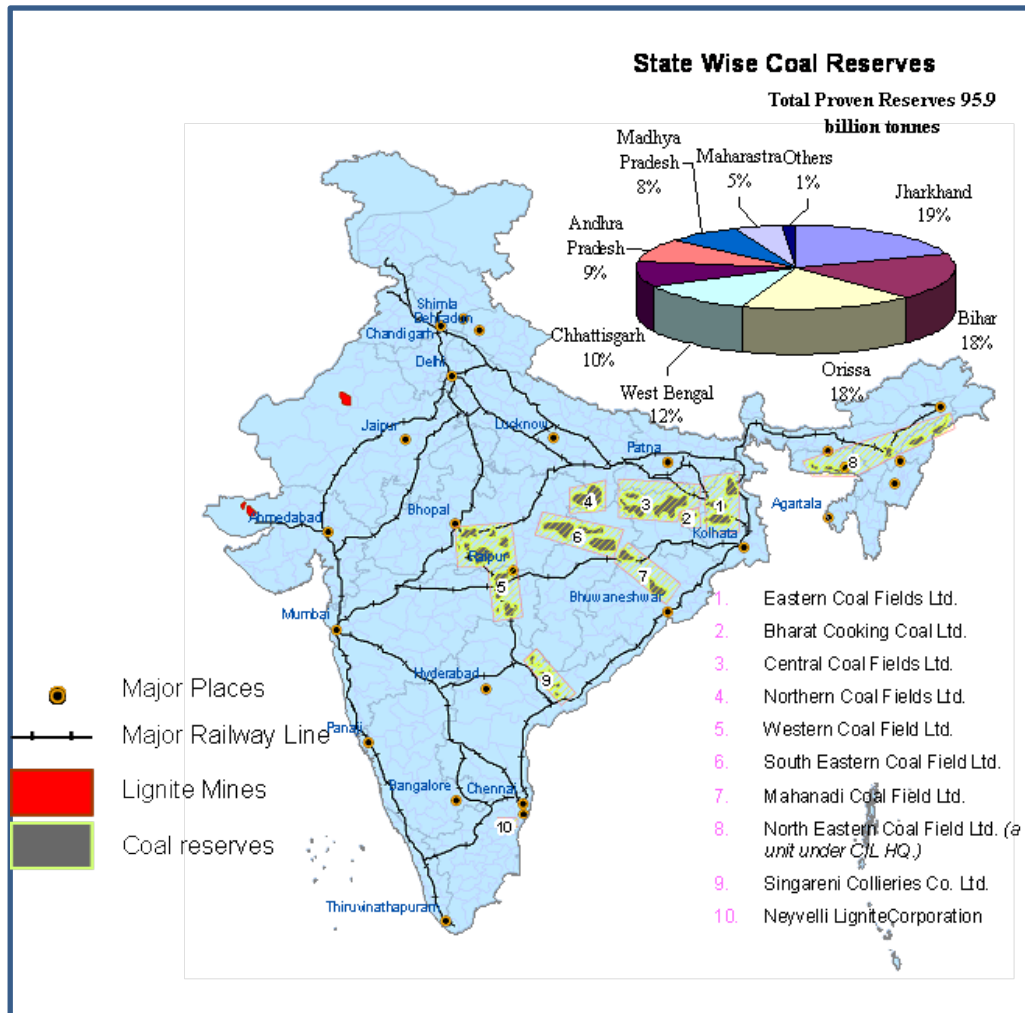 State Wise Coal Reserves
Total Proven Reserves 95.9
billion tonnes
Madhya
Pradesh
8%
Maharastra
5%
Others
1%
Jharkhand
19%
Andhra
Pradesh
9%
Chhattisgarh
10%
West Bengal
12%
Orissa
18%
Bihar
18%
Shimla
Dehradun
Chandigarh
Delhi
Jaipur
Lucknow
Patna
8
Agartala
4
3
1
2
Ahmedabad
Bhopal
6
Kolhata
Raipur
7
5
Bhuwaneshwar
Mumbai
Hyderabad
9
Panaji
Bangalore
Chennai
10
Thiruvinathapuram
Major Places
Major Railway Line
Lignite Mines
Coal reserves
1. Eastern Coal Fields Ltd.
2. Bharat Cooking Coal Ltd.
3. Central Coal Fields Ltd.
4. Northern Coal Fields Ltd.
5. Western Coal Field Ltd.
6. South Eastern Coal Field Ltd.
7. Mahanadi Coal Field Ltd.
8. North Eastern Coal Field Ltd. (a
unit under CIL HQ.)
9. Singareni Collieries Co. Ltd.
10. Neyvelli LigniteCorporation